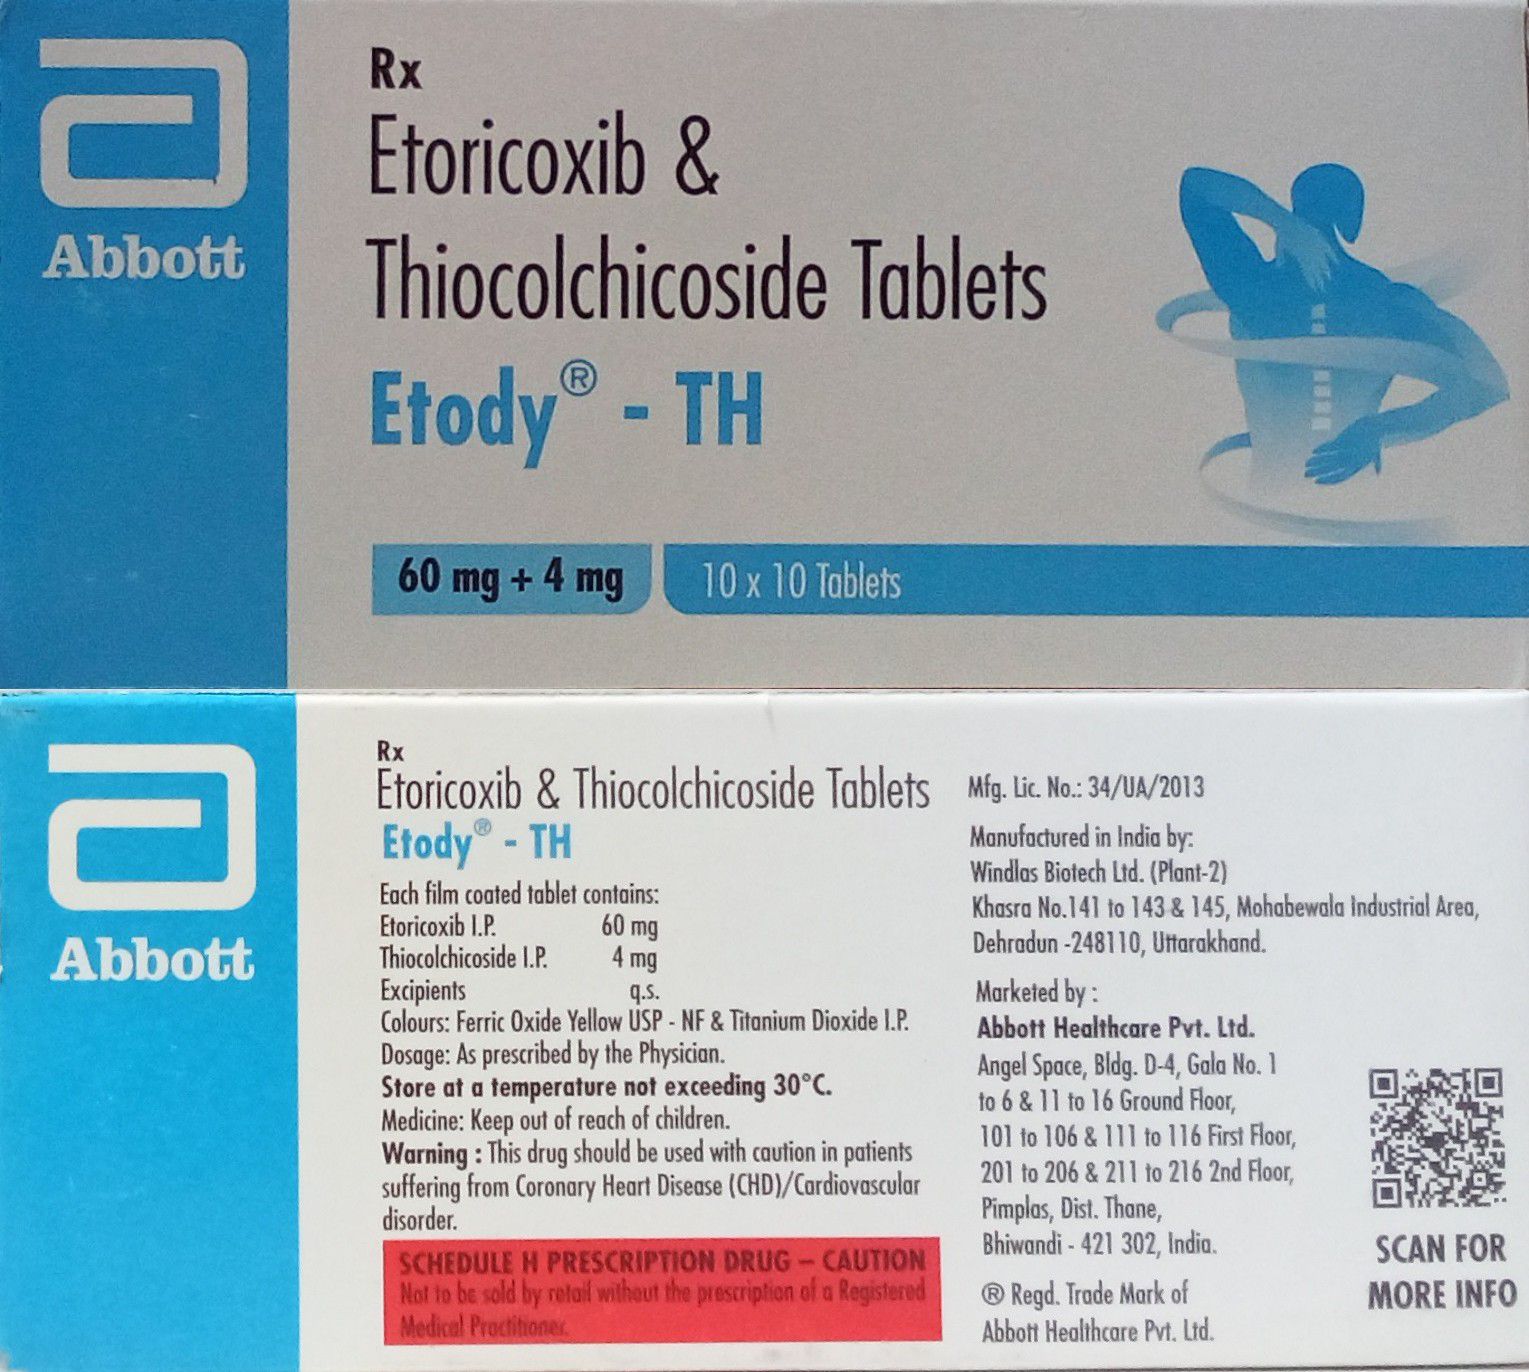 Abbott
Rx
Etoricoxib &
Thiocolchicoside Tablets
Etody® - TH
60 mg + 4 mg
10 x 10 Tablets
Abbott
Rx
Etoricoxib & Thiocolchicoside Tablets
Etody® - TH
Each film coated tablet contains:
Etoricoxib I.P. 60 mg
Thiocolchicoside I.P. 4 mg
Excipients q.s.
Colours: Ferric Oxide Yellow USP - NF & Titanium Dioxide I.P.
Dosage: As prescribed by the Physician.
Store at a temperature not exceeding 30°C.
Medicine: Keep out of reach of children.
Warning : This drug should be used with caution in patients
suffering from Coronary Heart Disease (CHD)/Cardiovascular
disorder.
SCHEDULE H PRESCRIPTION DRUG – CAUTION
Not to be sold by retail without the prescription of a Registered
Medical Practitioner.
Mfg. Lic. No.: 34/UA/2013
Manufactured in India by:
Windlas Biotech Ltd. (Plant-2)
Khasra No.141 to 143 & 145, Mohabewala Industrial Area,
Dehradun -248110, Uttarakhand.
Marketed by :
Abbott Healthcare Pvt. Ltd.
Angel Space, Bldg. D-4, Gala No. 1
to 6 & 11 to 16 Ground Floor,
101 to 106 & 111 to 116 First Floor,
201 to 206 & 211 to 216 2nd Floor,
Pimplas, Dist. Thane,
Bhiwandi - 421 302, India.
® Regd. Trade Mark of
Abbott Healthcare Pvt. Ltd.
SCAN FOR
MORE INFO